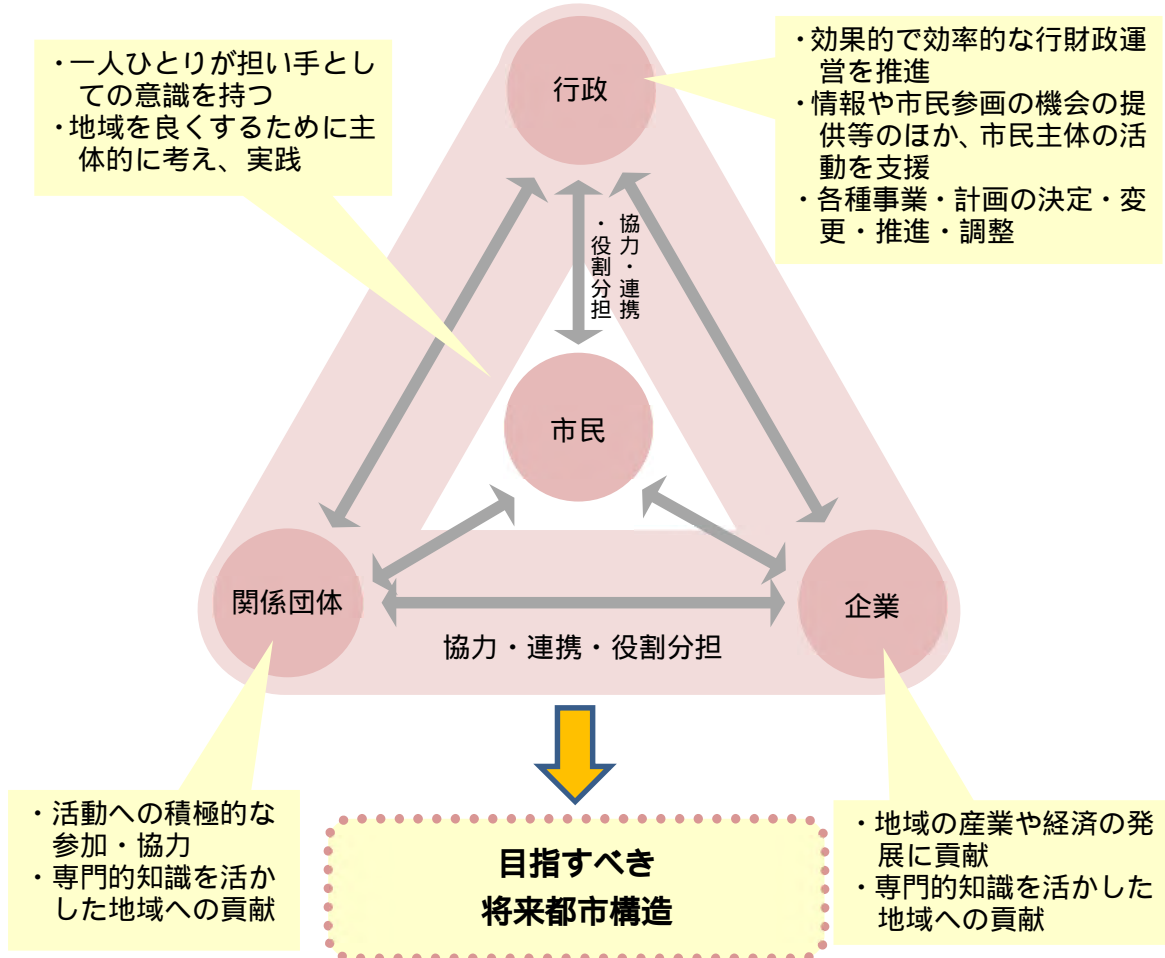 ・一人ひとりが担い手とし
ての意識を持つ
・地域を良くするために主
体的に考え、実践
行政
・効果的で効率的な行財政運
営を推進
・情報や市民参画の機会の提
供等のほか、市民主体の活
動を支援
・各種事業・計画の決定・変
更・推進・調整
協力・連携
・役割分担
市民
関係団体
企業
協力・連携・役割分担
・活動への積極的な
参加・協力
・専門的知識を活か
した地域への貢献
目指すべき
将来都市構造
・地域の産業や経済の発
展に貢献
・専門的知識を活かした
地域への貢献